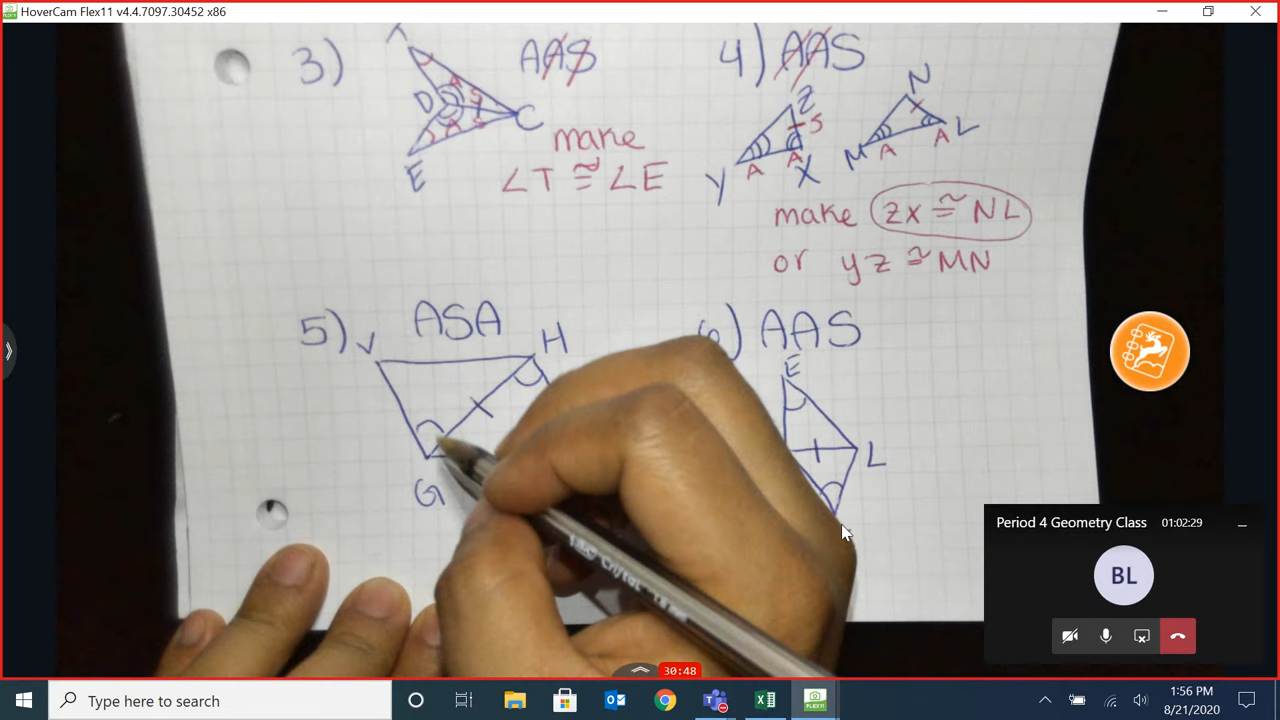 HoverCam Flex11 v4.4.7097.30452 x86
3) AAS 4) AAS
D C
E
make
∠T ≅ ∠E
Z N
S
Y A A X M A A L
make ZX ≅ NL
or YZ ≅ MN
5) ASA
V H
G
6) AAS
E
L
Period 4 Geometry Class 01:02:29
BL
30:48
Type here to search
FLEX11
1:56 PM
8/21/2020